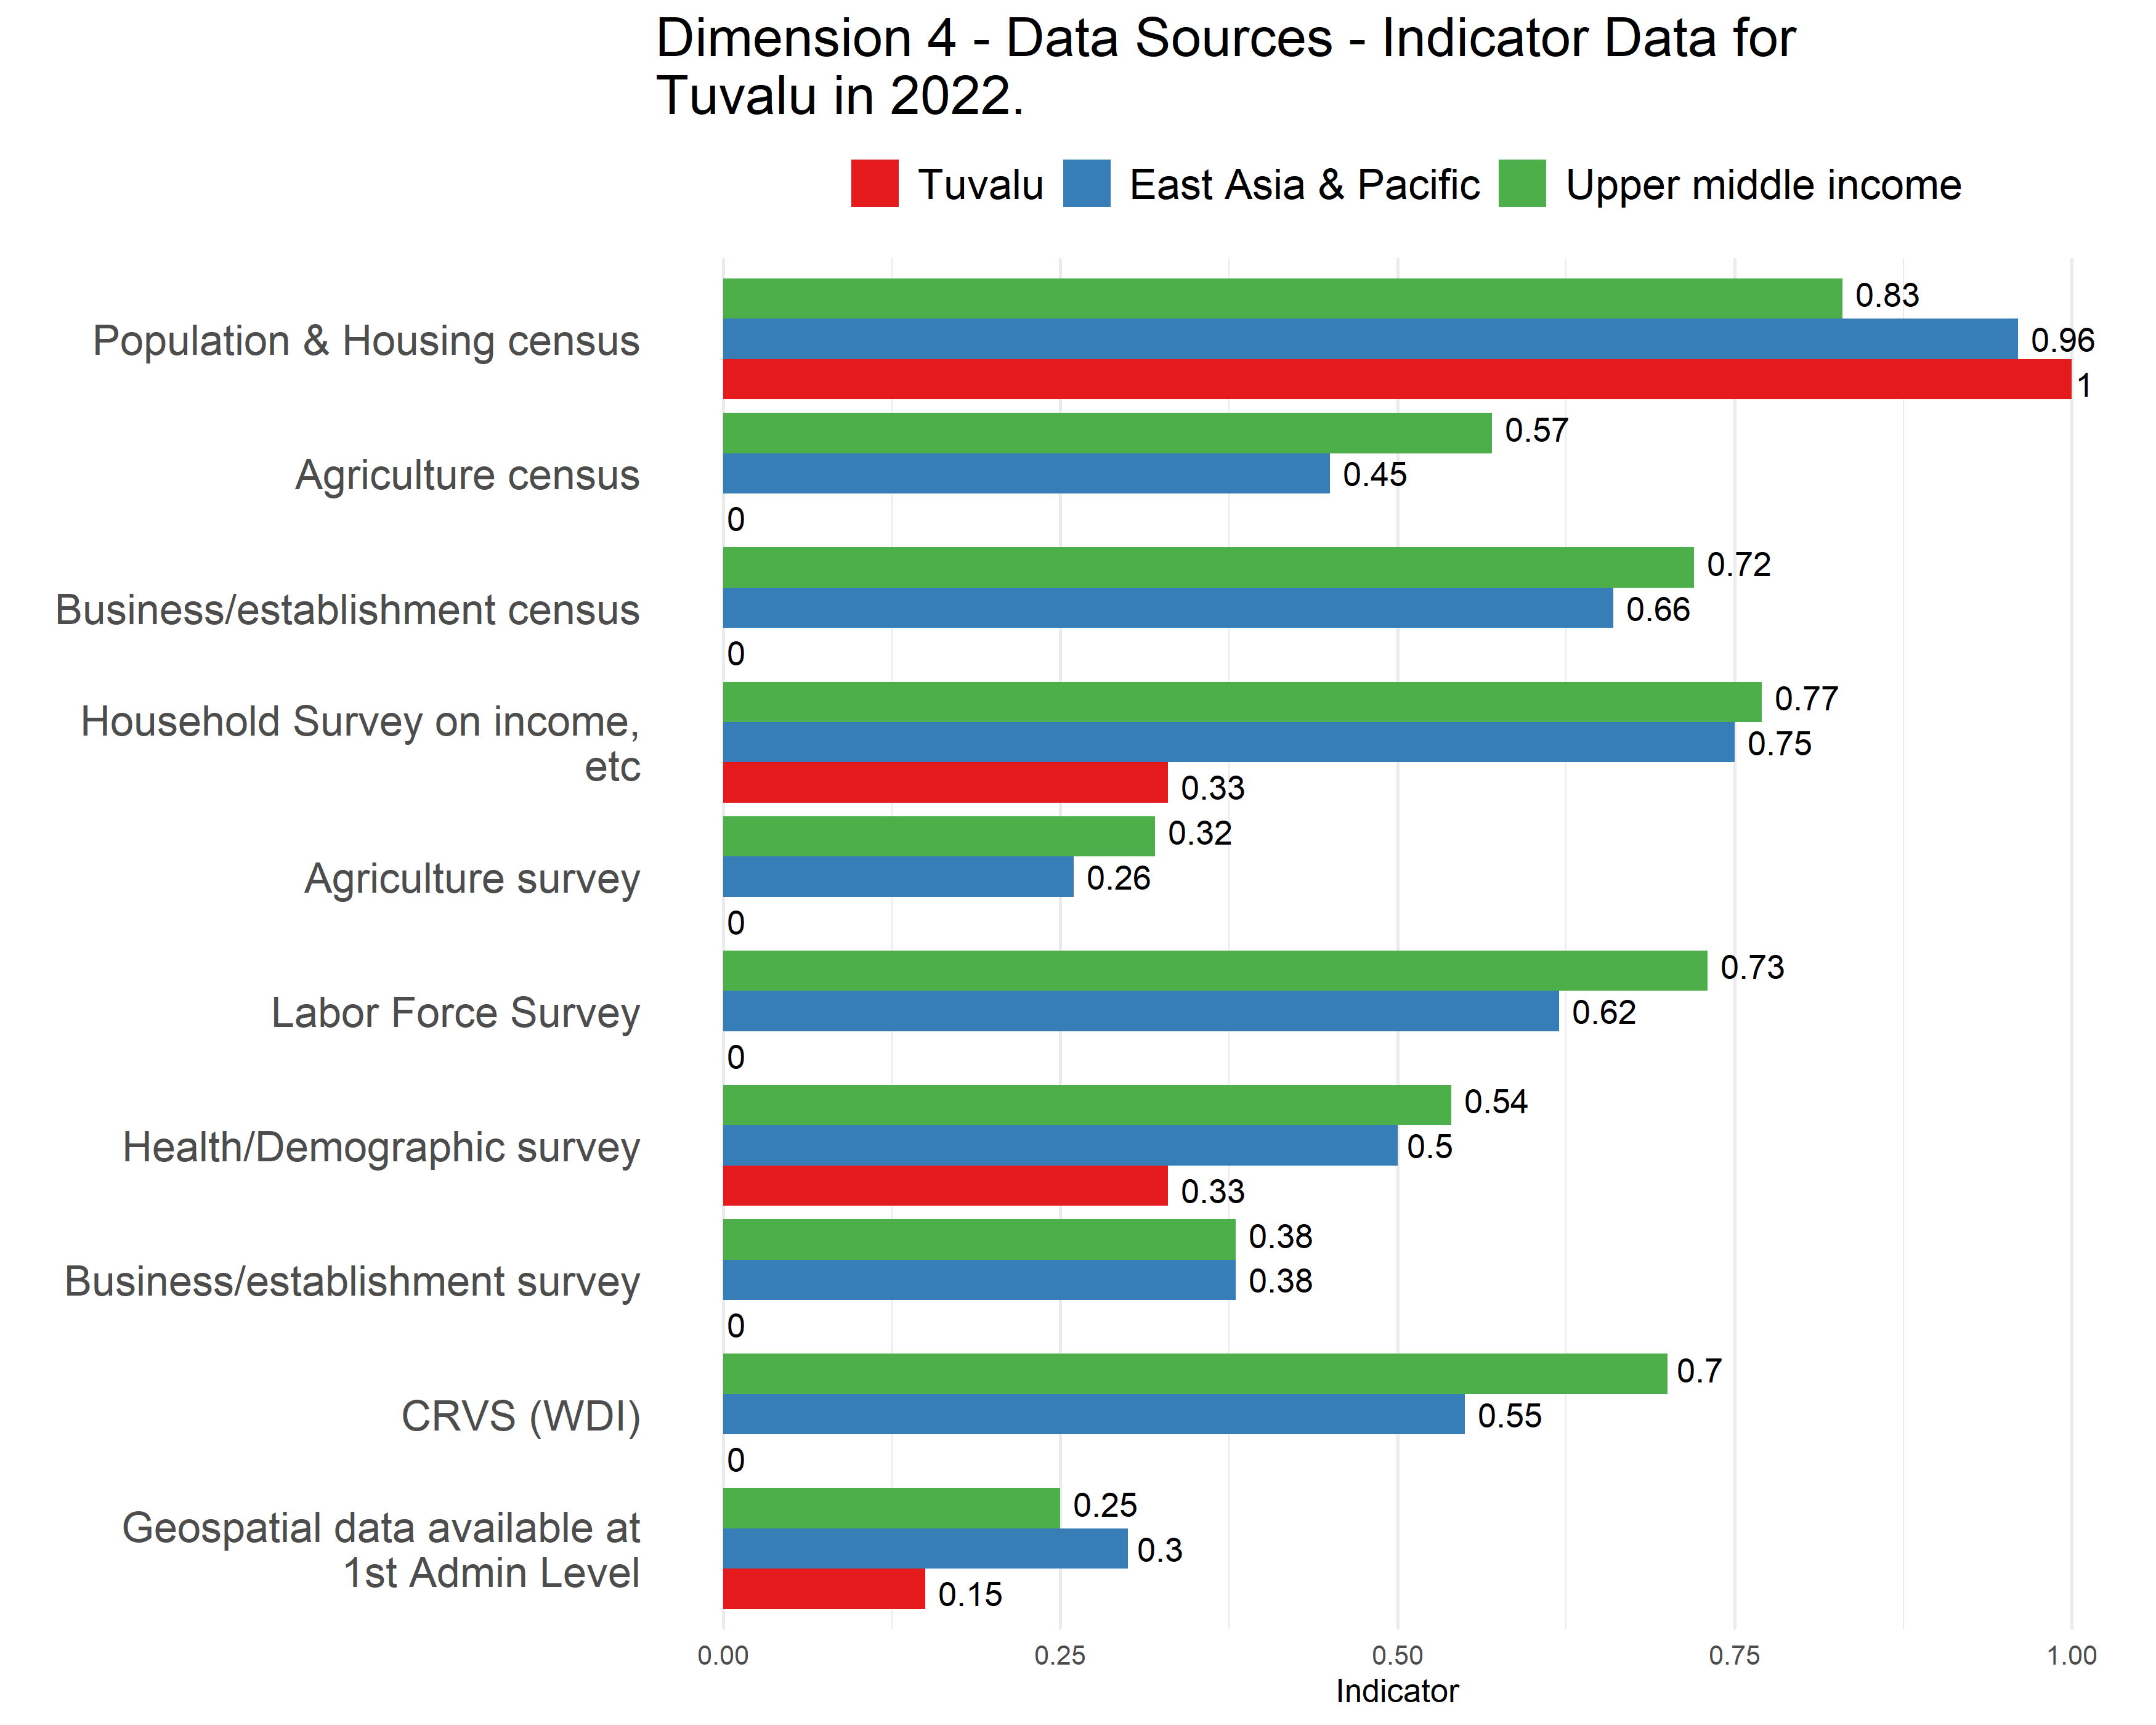 Dimension 4 - Data Sources - Indicator Data for
Tuvalu in 2022.
Tuvalu East Asia & Pacific Upper middle income
Population & Housing census
0.83
0.96
1
Agriculture census
0.57
0.45
0
Business/establishment census
0.72
0.66
0
Household Survey on income,
etc
0.77
0.75
0.33
Agriculture survey
0.32
0.26
0
Labor Force Survey
0.73
0.62
0
Health/Demographic survey
0.54
0.5
0.33
Business/establishment survey
0.38
0.38
0
CRVS (WDI)
0.7
0.55
0
Geospatial data available at
1st Admin Level
0.25
0.3
0.15
0.00 0.25 0.50 0.75 1.00
Indicator